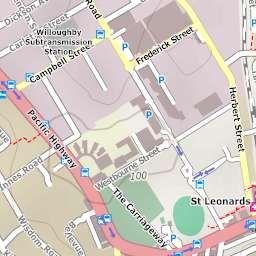 Dickson
Road
Willoughby
Subtransmission
Station
Campbell Street
Frederick Street
P
Herbert Street
Pacific Highway
Innes Road
Westbourne Street
100
The Carriageway
St Leonards
P
Wisdom Road